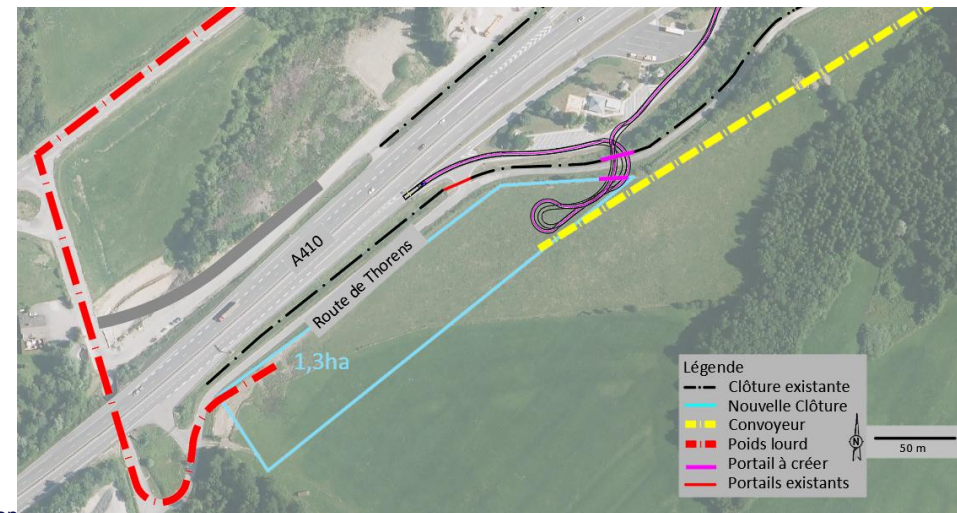 A410
Route de Thorens
1,3ha
Légende
Clôture existante
Nouvelle Clôture
Convoyeur
Poids lourd
Portail à créer
Portails existants
N
50 m
on